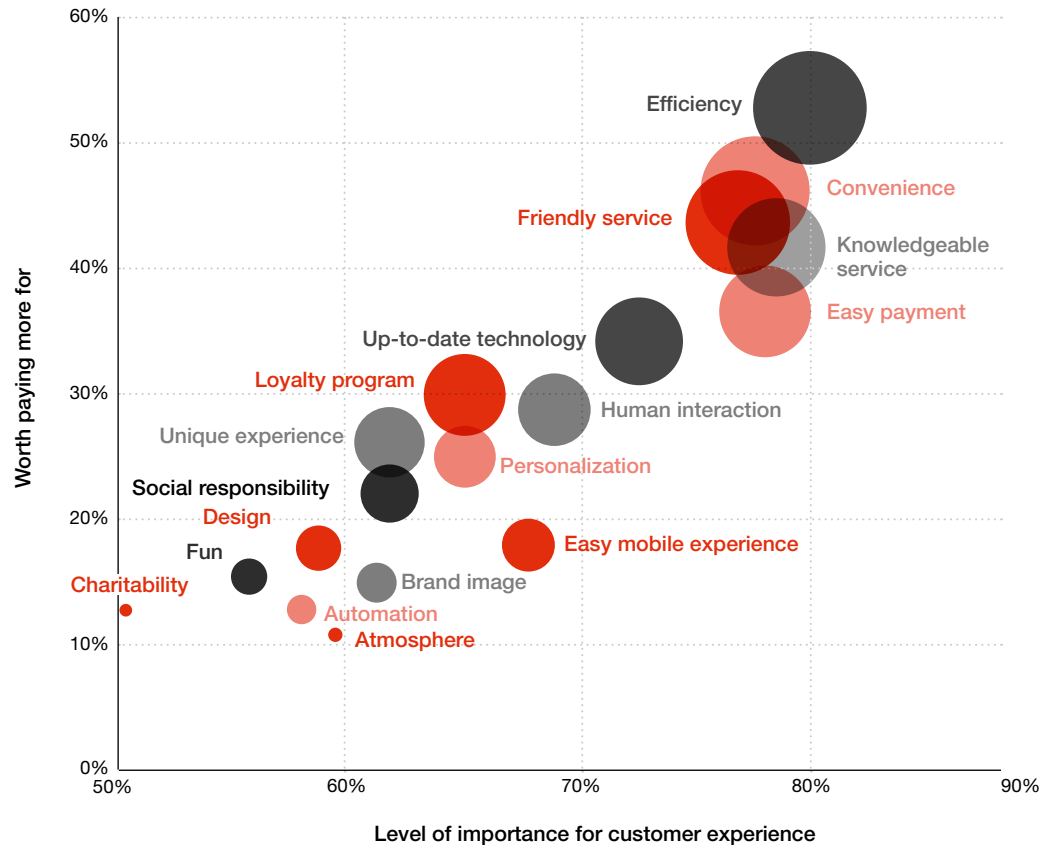 60%
Efficiency
50%
Convenience
Friendly service
Knowledgeable
service
40%
Easy payment
Up-to-date technology
Loyalty program
30%
Human interaction
Unique experience
Personalization
Social responsibility
20%
Design
Easy mobile experience
Fun
Brand image
Charitability
Automation
Atmosphere
10%
0%
50%
60%
70%
80%
90%
Worth paying more for
Level of importance for customer experience